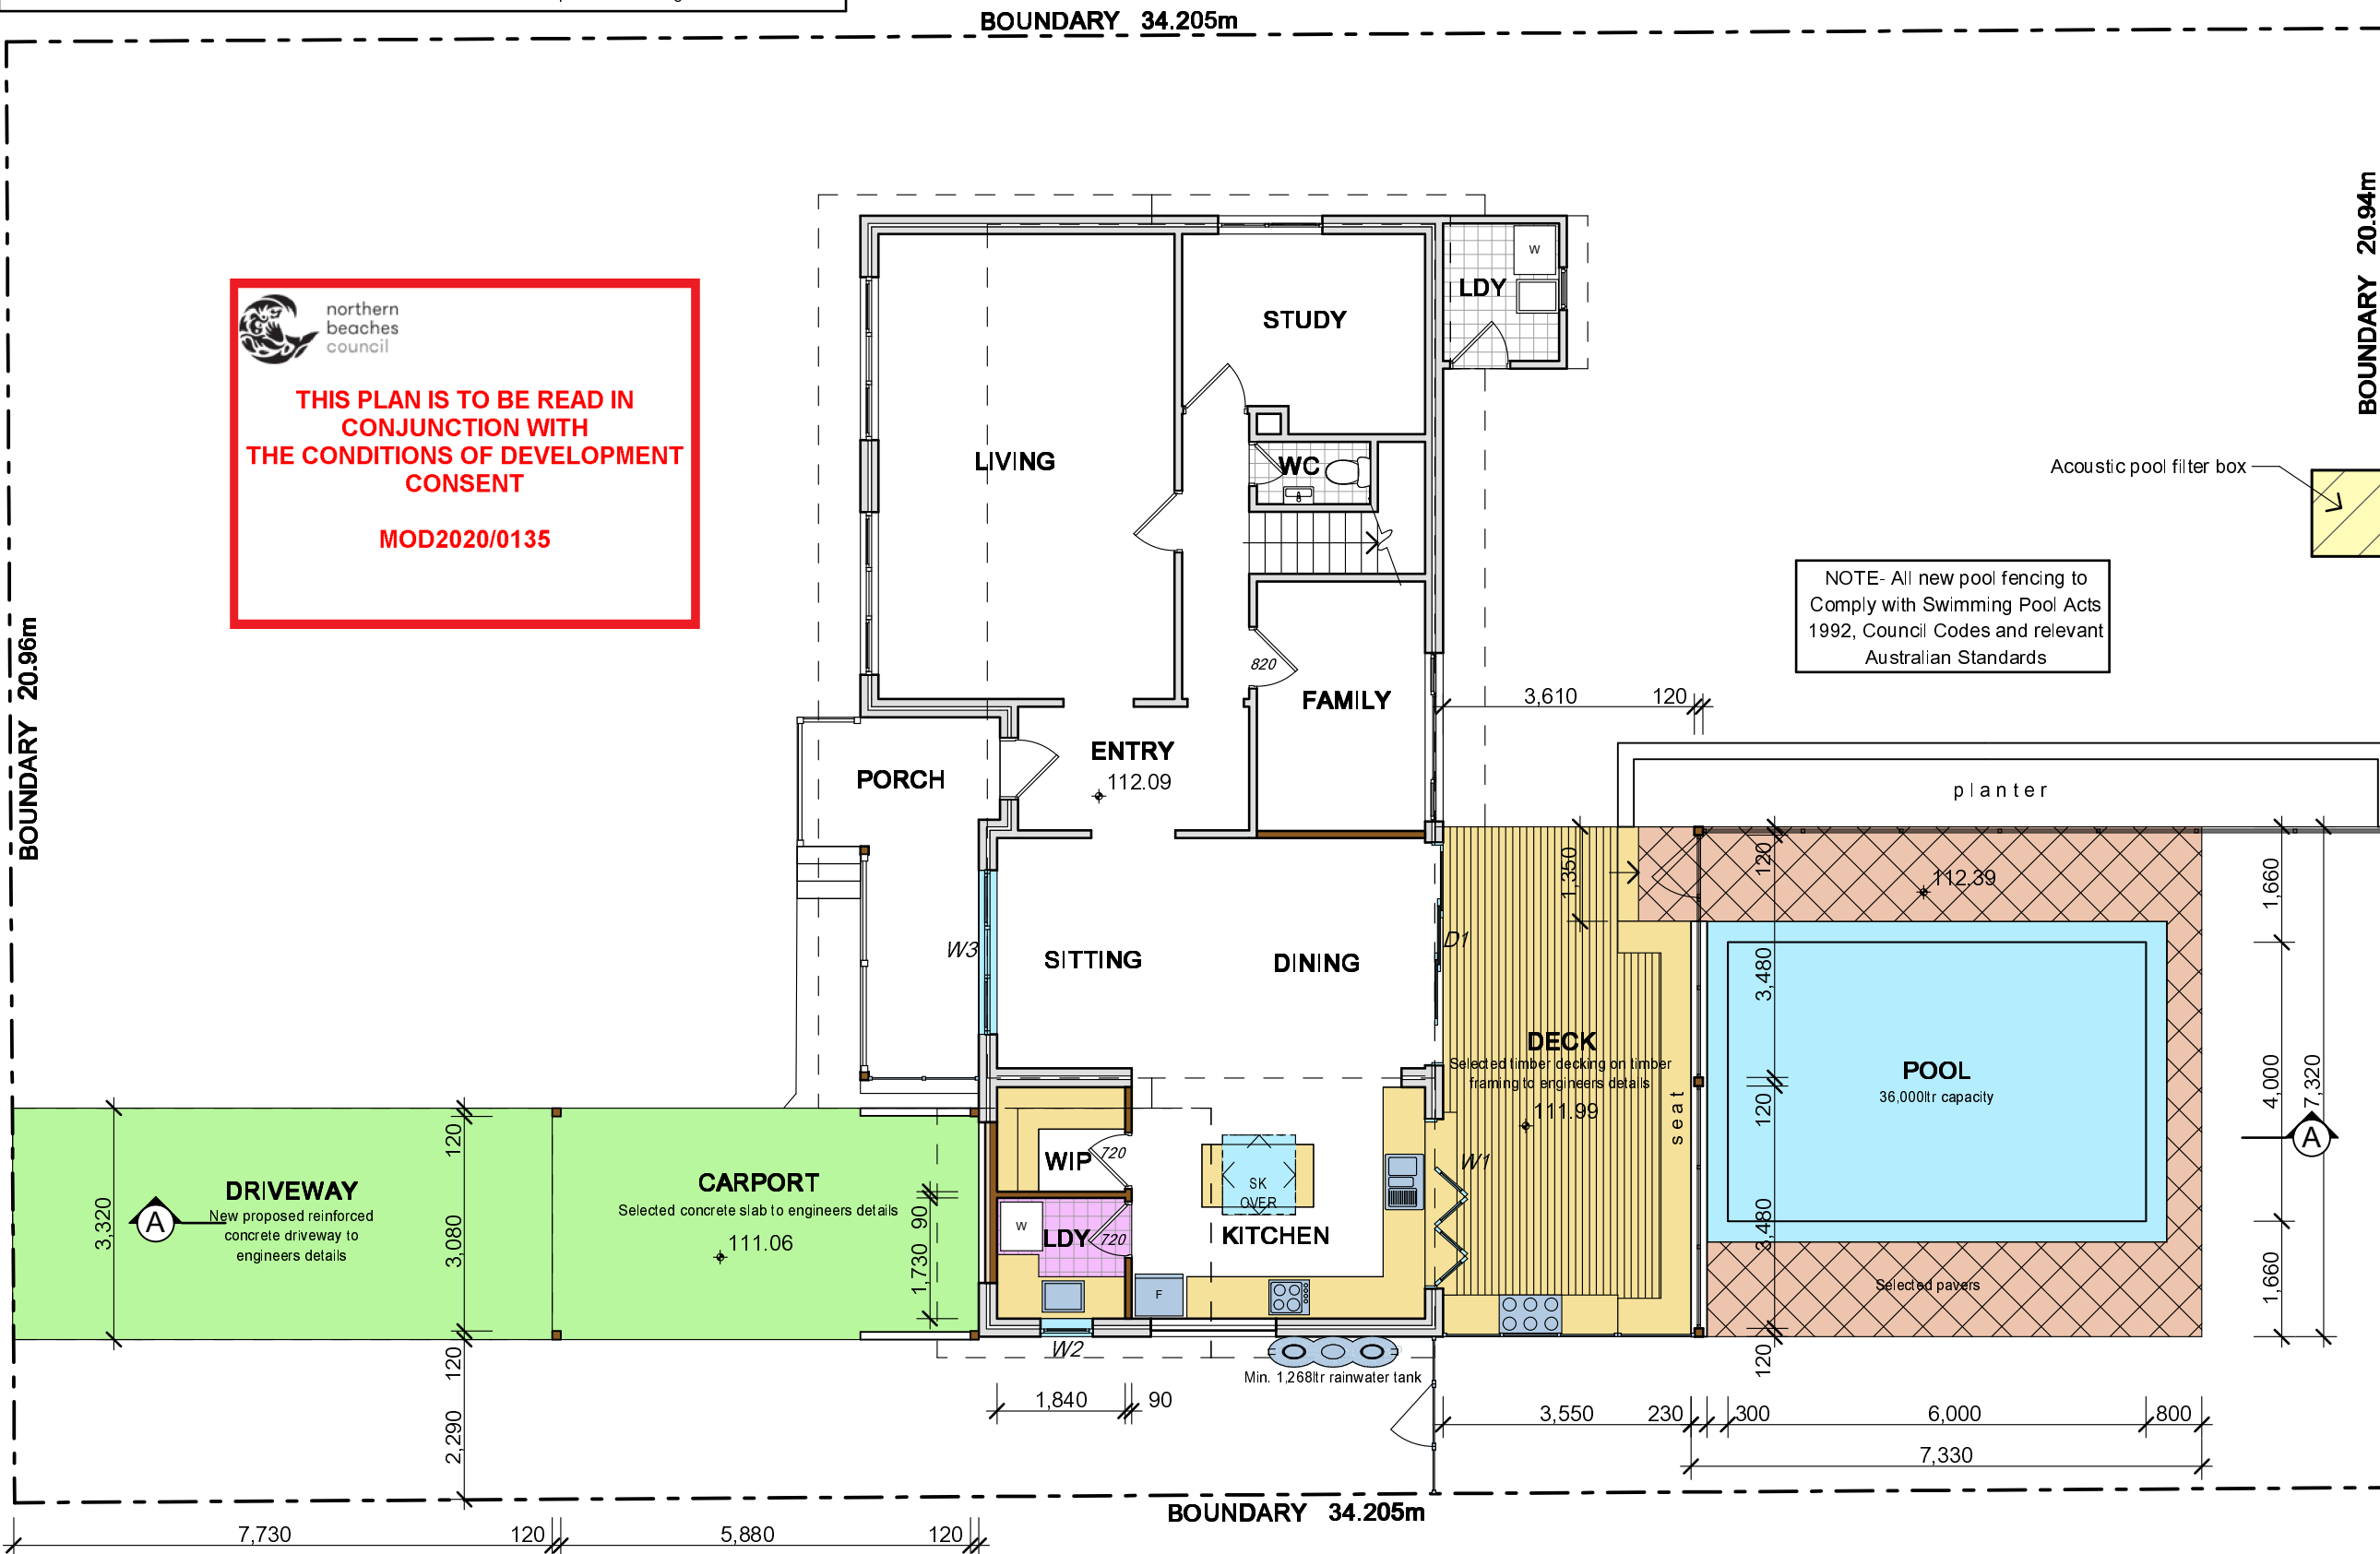 BOUNDARY 34.205m
BOUNDARY 20.94m
northern
beaches
council
THIS PLAN IS TO BE READ IN
CONJUNCTION WITH
THE CONDITIONS OF DEVELOPMENT
CONSENT
MOD2020/0135
W
LDY
STUDY
LIVING
WC
Acoustic pool filter box
NOTE- All new pool fencing to
Comply with Swimming Pool Acts
1992, Council Codes and relevant
Australian Standards
BOUNDARY 20.96m
820
FAMILY
3,610 120
ENTRY
112.09
PORCH
planter
1,350
120
112.39
1,660
W3
SITTING
DINING
D1
3,480
DECK
Selected timber decking on timber
framing to engineers details
111.99
seat
POOL
36,000ltr capacity
120
4,000
7,320
A
WIP
720
SK
OVER
W1
KITCHEN
W
LDY
720
F
DRIVEWAY
New proposed reinforced
concrete driveway to
engineers details
A
3,320
120
3,080
CARPORT
Selected concrete slab to engineers details
111.06
90
1,730
3,480
Selected pavers
1,660
120
W2
Min. 1,268ltr rainwater tank
120
2,290
1,840 90
3,550 230 300 6,000 800
7,330
BOUNDARY 34.205m
7,730 120 5,880 120